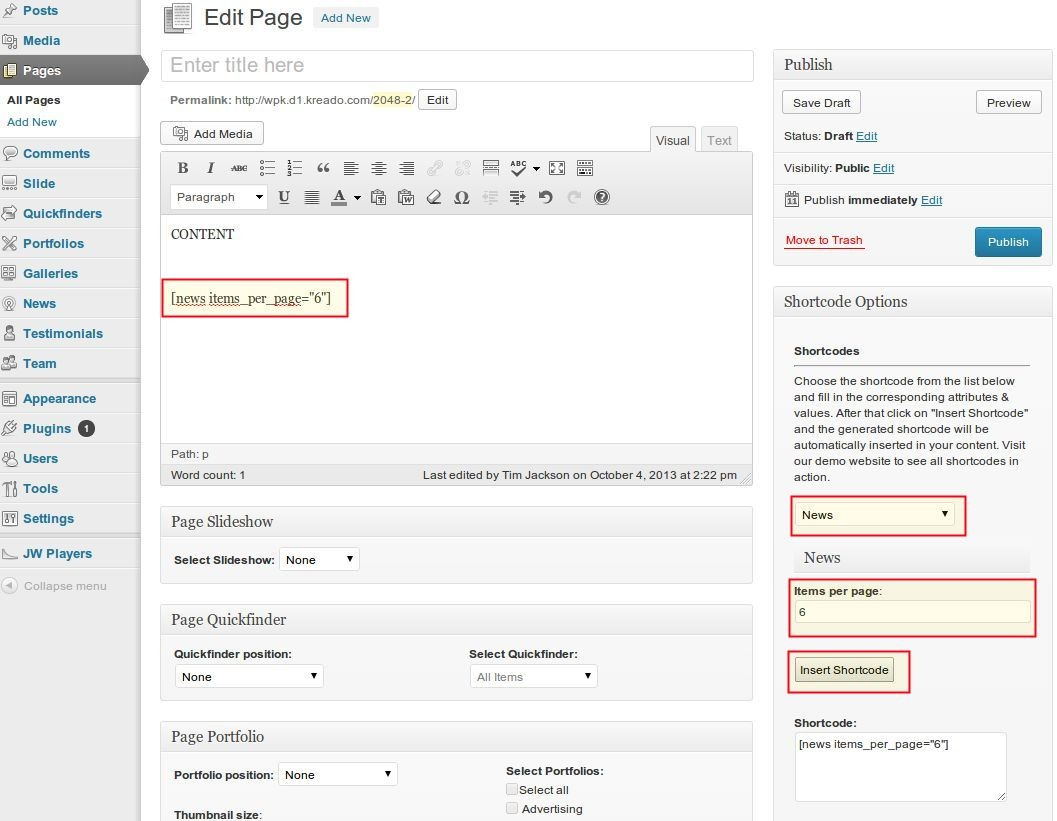 Posts
Media
Pages
All Pages
Add New
Comments
Slide
Quickfinders
Portfolios
Galleries
News
Testimonials
Team
Appearance
Plugins 1
Users
Tools
Settings
JW Players
Collapse menu
Edit Page Add New
Enter title here
Permalink: http://wpk.d1.kreado.com/2048-2/ Edit
Add Media
Visual Text
B I ABC ABC
Paragraph U A T W Ω ?
CONTENT
[news items_per_page="6"]
Path: p
Word count: 1 Last edited by Tim Jackson on October 4, 2013 at 2:22 pm
Page Slideshow
Select Slideshow: None
Page Quickfinder
Quickfinder position: Select Quickfinder:
None All Items
Page Portfolio
Portfolio position: None
Select Portfolios:
Select all
Advertising
Thumbnail size:
Publish
Save Draft Preview
Status: Draft Edit
Visibility: Public Edit
Publish immediately Edit
Move to Trash Publish
Shortcode Options
Shortcodes
Choose the shortcode from the list below
and fill in the corresponding attributes &
values. After that click on "Insert Shortcode"
and the generated shortcode will be
automatically inserted in your content. Visit
our demo website to see all shortcodes in
action.
News
News
Items per page:
6
Insert Shortcode
Shortcode:
[news items_per_page="6"]